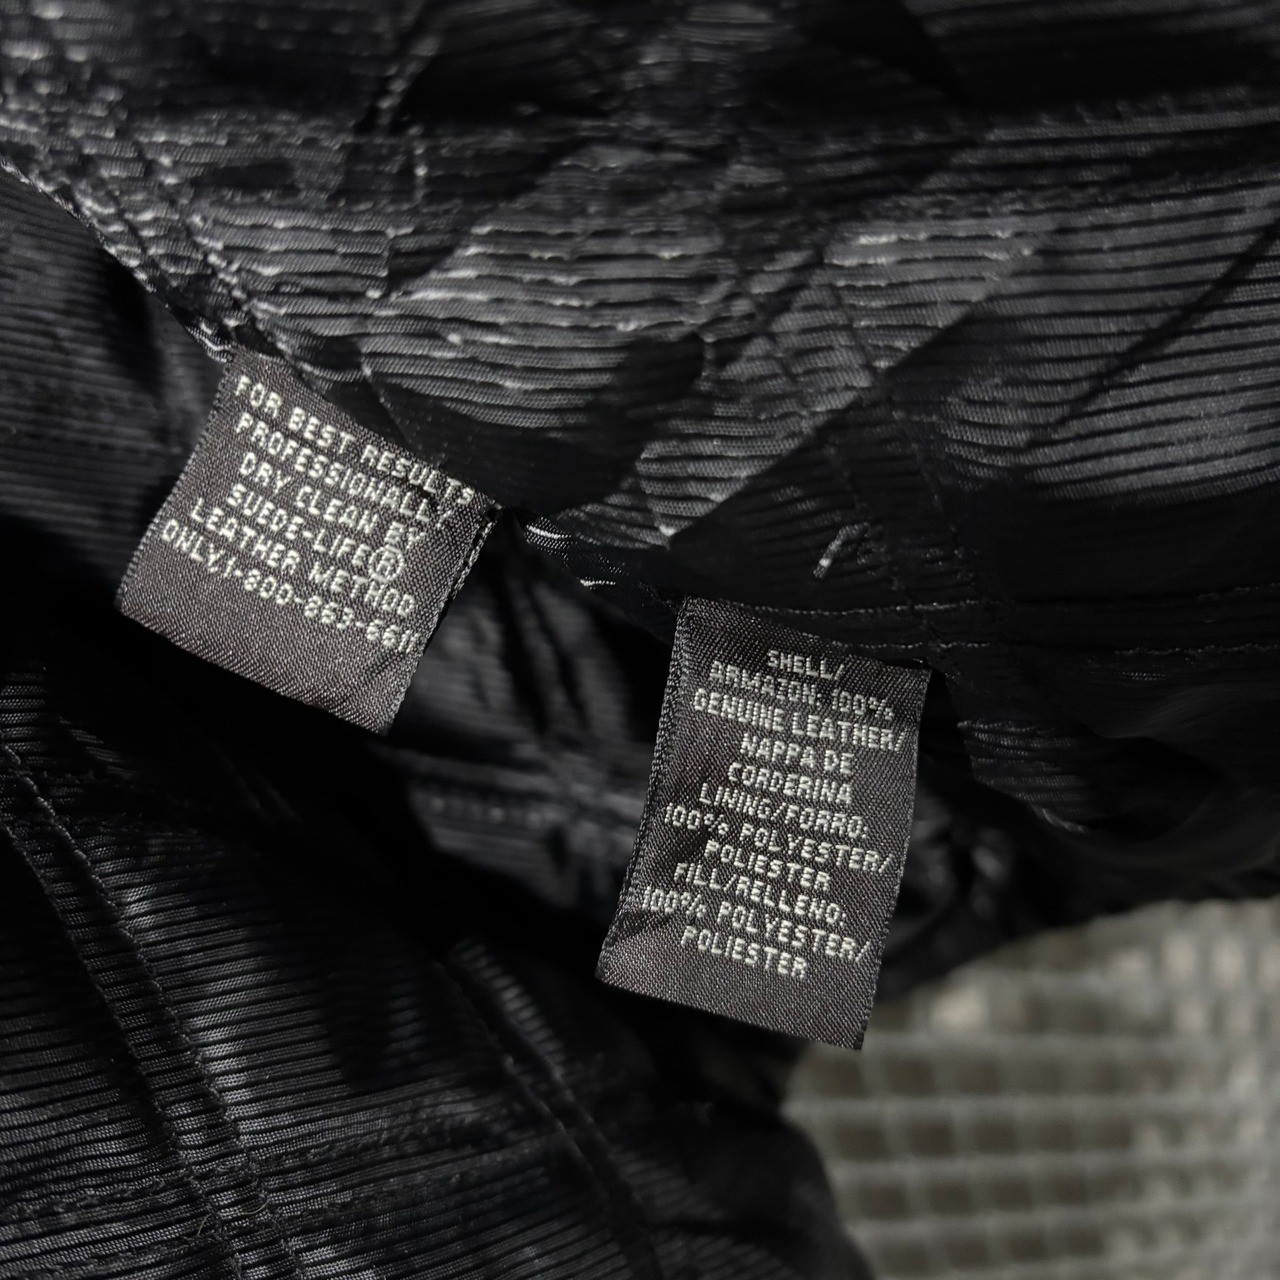 FOR BEST RESULTS
PROFESSIONALLY
DRY CLEAN BY
SUEDE-LIFE®
LEATHER METHOD
ONLY,1-800-863-6611
SHELL/
ARMAZON. 100%
GENUINE LEATHER/
NAPPA DE
CORDERINA
LINING/FORRO.
100% POLYESTER/
POLIESTER
FILL/RELLENO.
100% POLYESTER/
POLIESTER